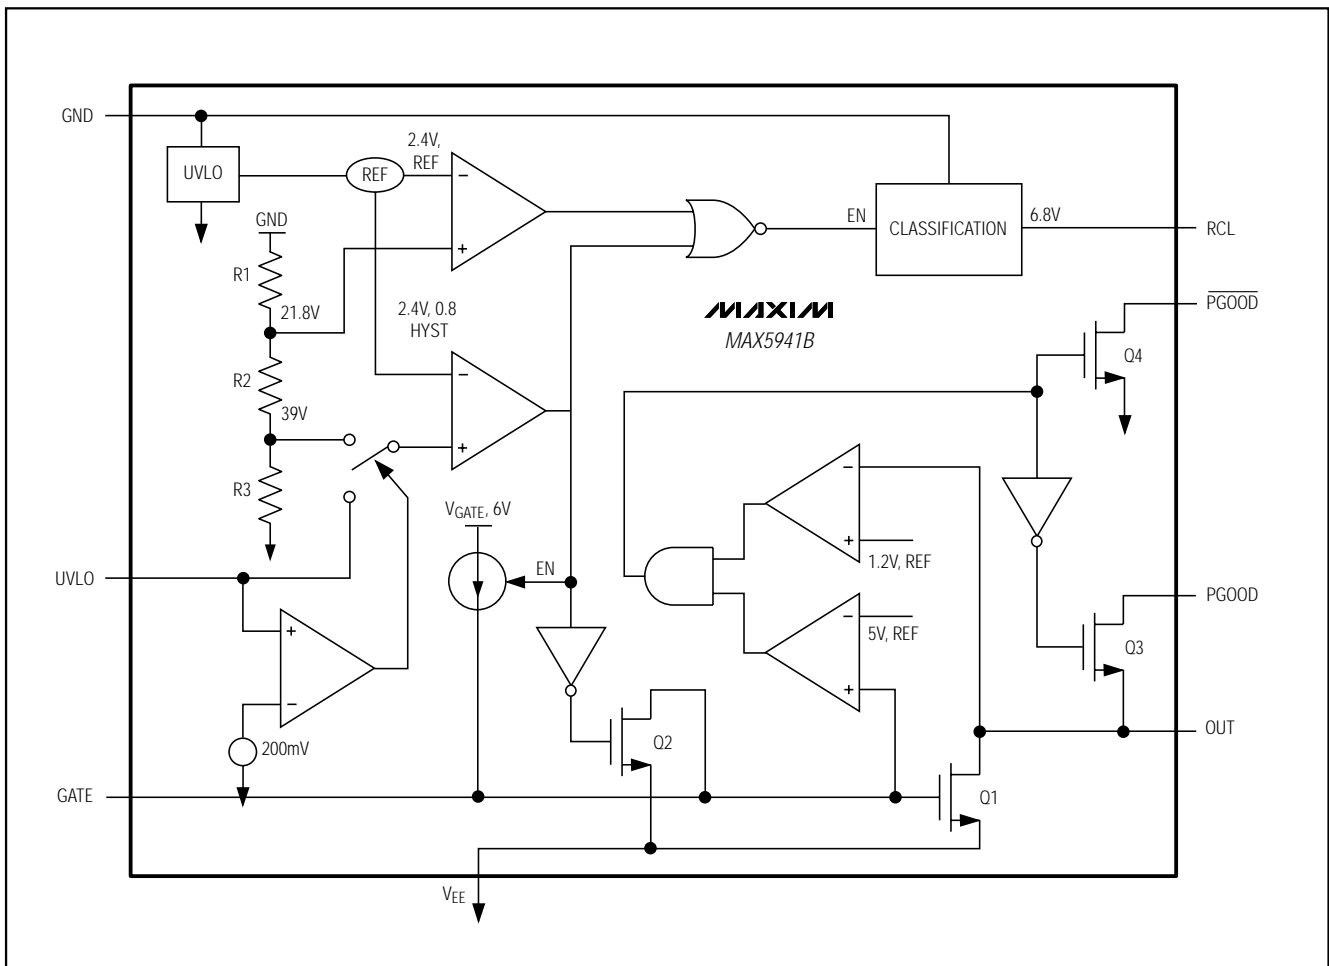 GND
2.4V,
REF
UVLO
REF
−
GND
+
EN
CLASSIFICATION
6.8V
RCL
R1
21.8V
2.4V, 0.8
HYST
MAXIM
MAX5941B
PGOOD
Q4
R2
39V
−
+
R3
VGATE, 6V
−
+
1.2V, REF
UVLO
EN
−
5V, REF
+
PGOOD
Q3
+
−
200mV
Q2
OUT
GATE
Q1
VEE